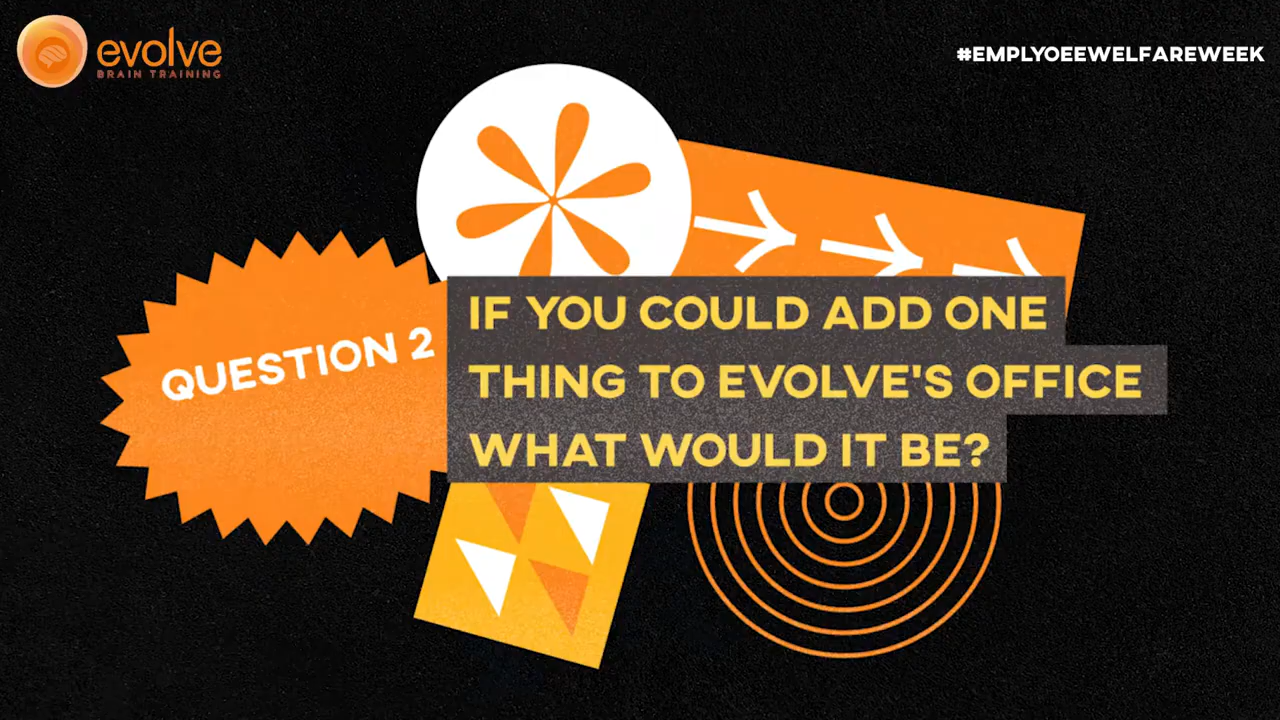 evolve
BRAIN TRAINING
#EMPLYOEEWELFAREWEEK
QUESTION 2
IF YOU COULD ADD ONE
THING TO EVOLVE'S OFFICE
WHAT WOULD IT BE?